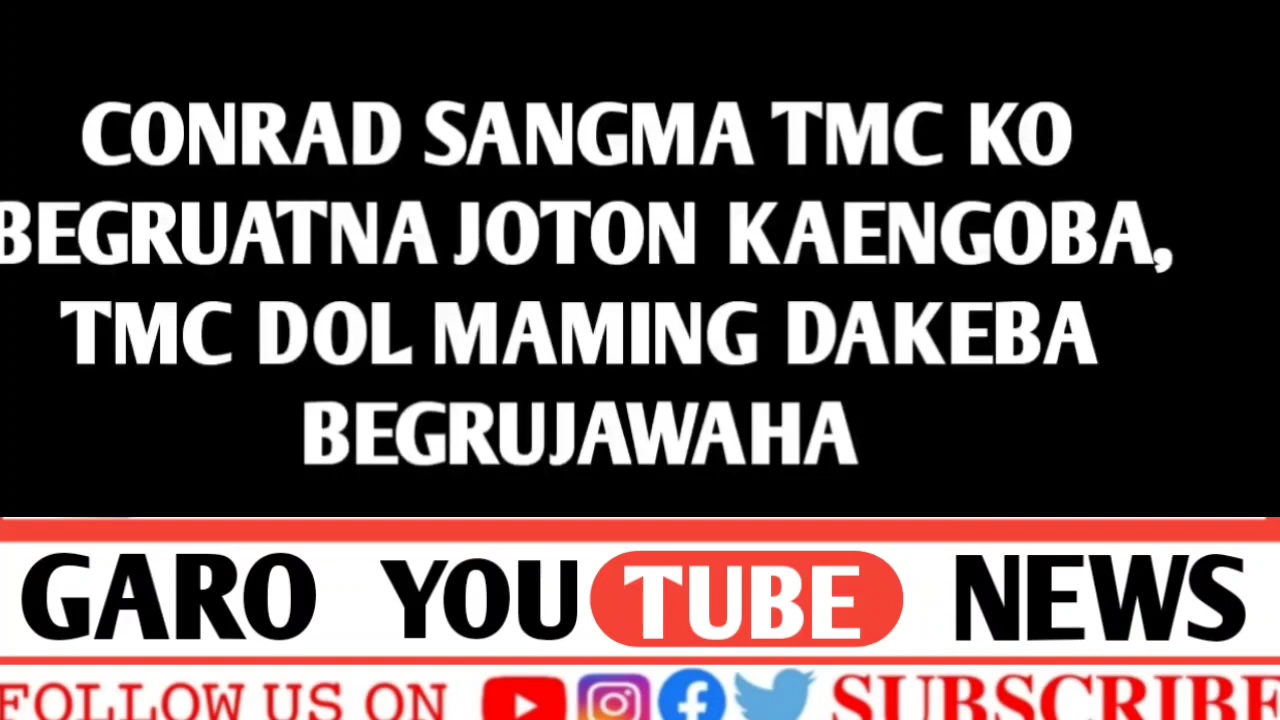 CONRAD SANGMA TMC KO
BEGRUATNA JOTON KAENGOBA,
TMC DOL MAMING DAKEBA
BEGRUJAWAHA
GARO YOUTUBE NEWS
FOLLOW US ON SUBSCRIBE